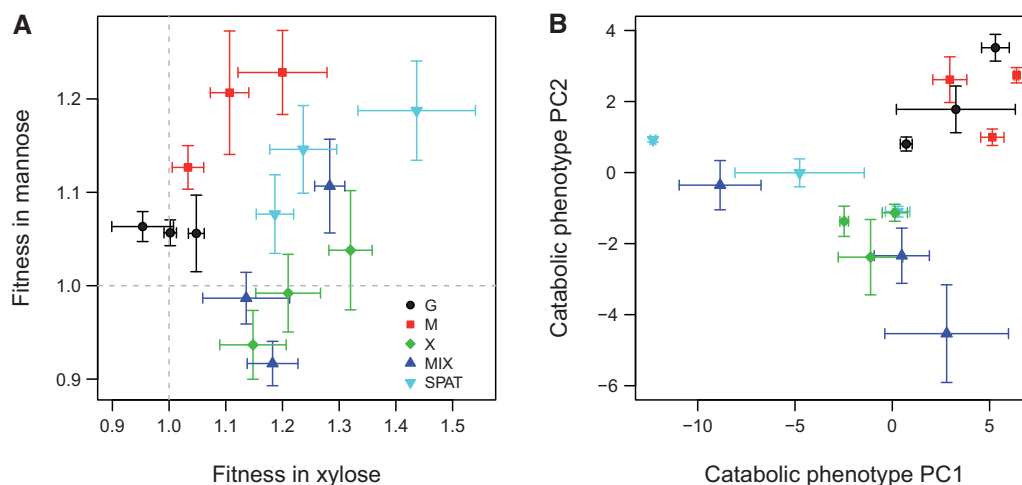 A
Fitness in mannose
1.2
1.1
1.0
0.9
0.9 1.0 1.1 1.2 1.3 1.4 1.5
Fitness in xylose
G
M
X
MIX
SPAT
B
Catabolic phenotype PC2
4
2
0
−2
−4
−6
−10 −5 0 5
Catabolic phenotype PC1